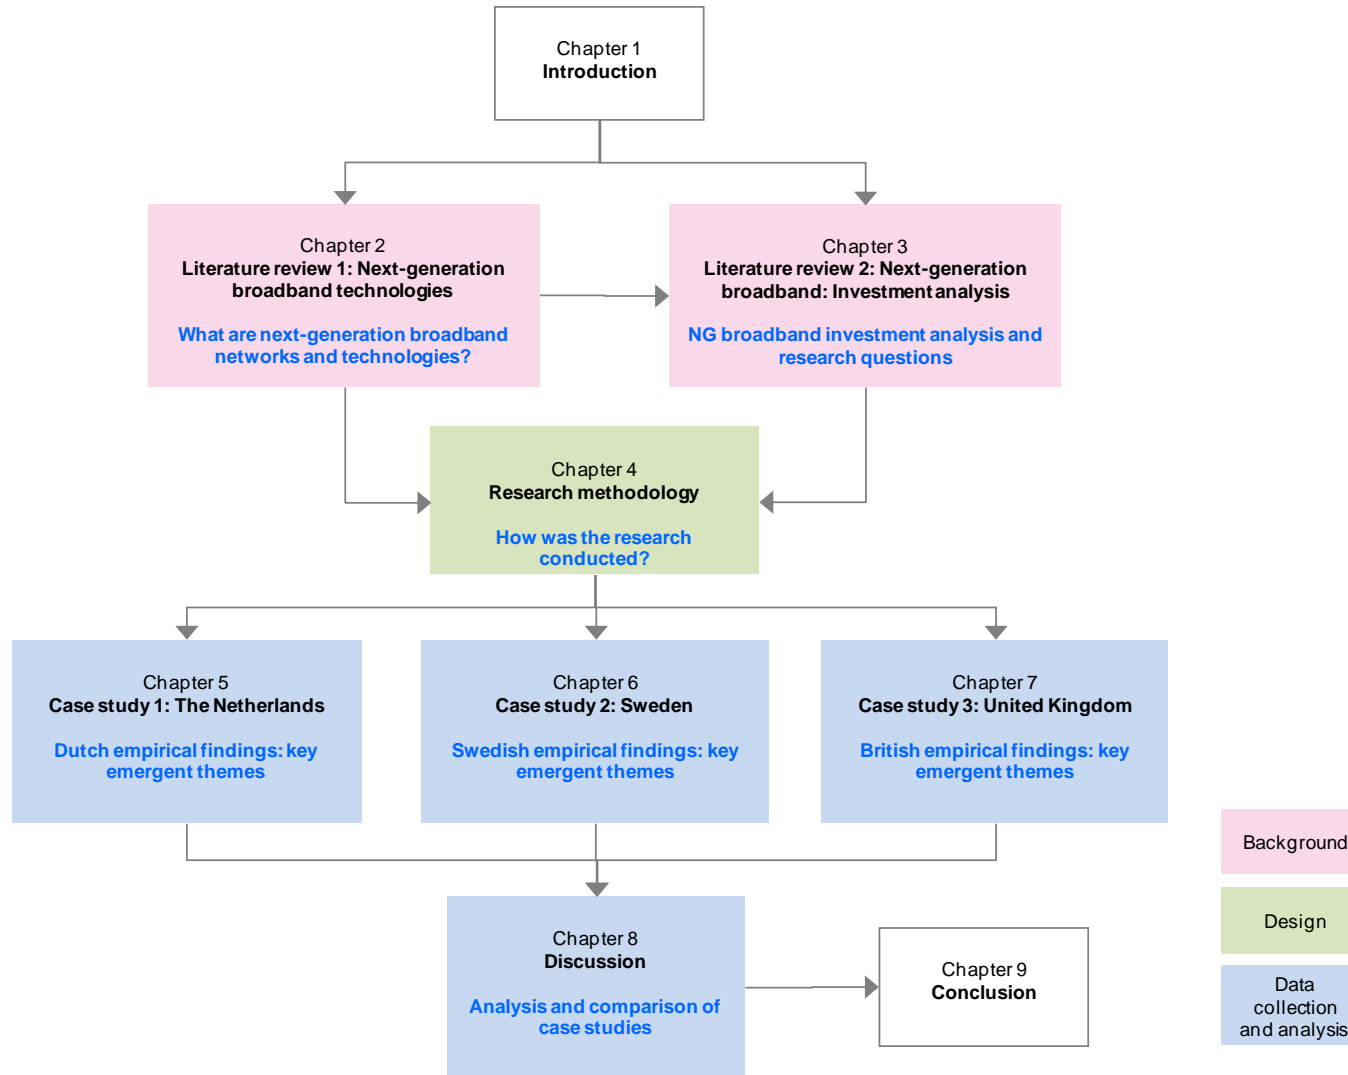 Chapter 1
Introduction
Chapter 2
Literature review 1: Next-generation
broadband technologies
What are next-generation broadband
networks and technologies?
Chapter 3
Literature review 2: Next-generation
broadband: Investment analysis
NG broadband investment analysis and
research questions
Chapter 4
Research methodology
How was the research
conducted?
Chapter 5
Case study 1: The Netherlands
Dutch empirical findings: key
emergent themes
Chapter 6
Case study 2: Sweden
Swedish empirical findings: key
emergent themes
Chapter 7
Case study 3: United Kingdom
British empirical findings: key
emergent themes
Chapter 8
Discussion
Analysis and comparison of
case studies
Chapter 9
Conclusion
Background
Design
Data
collection
and analysis